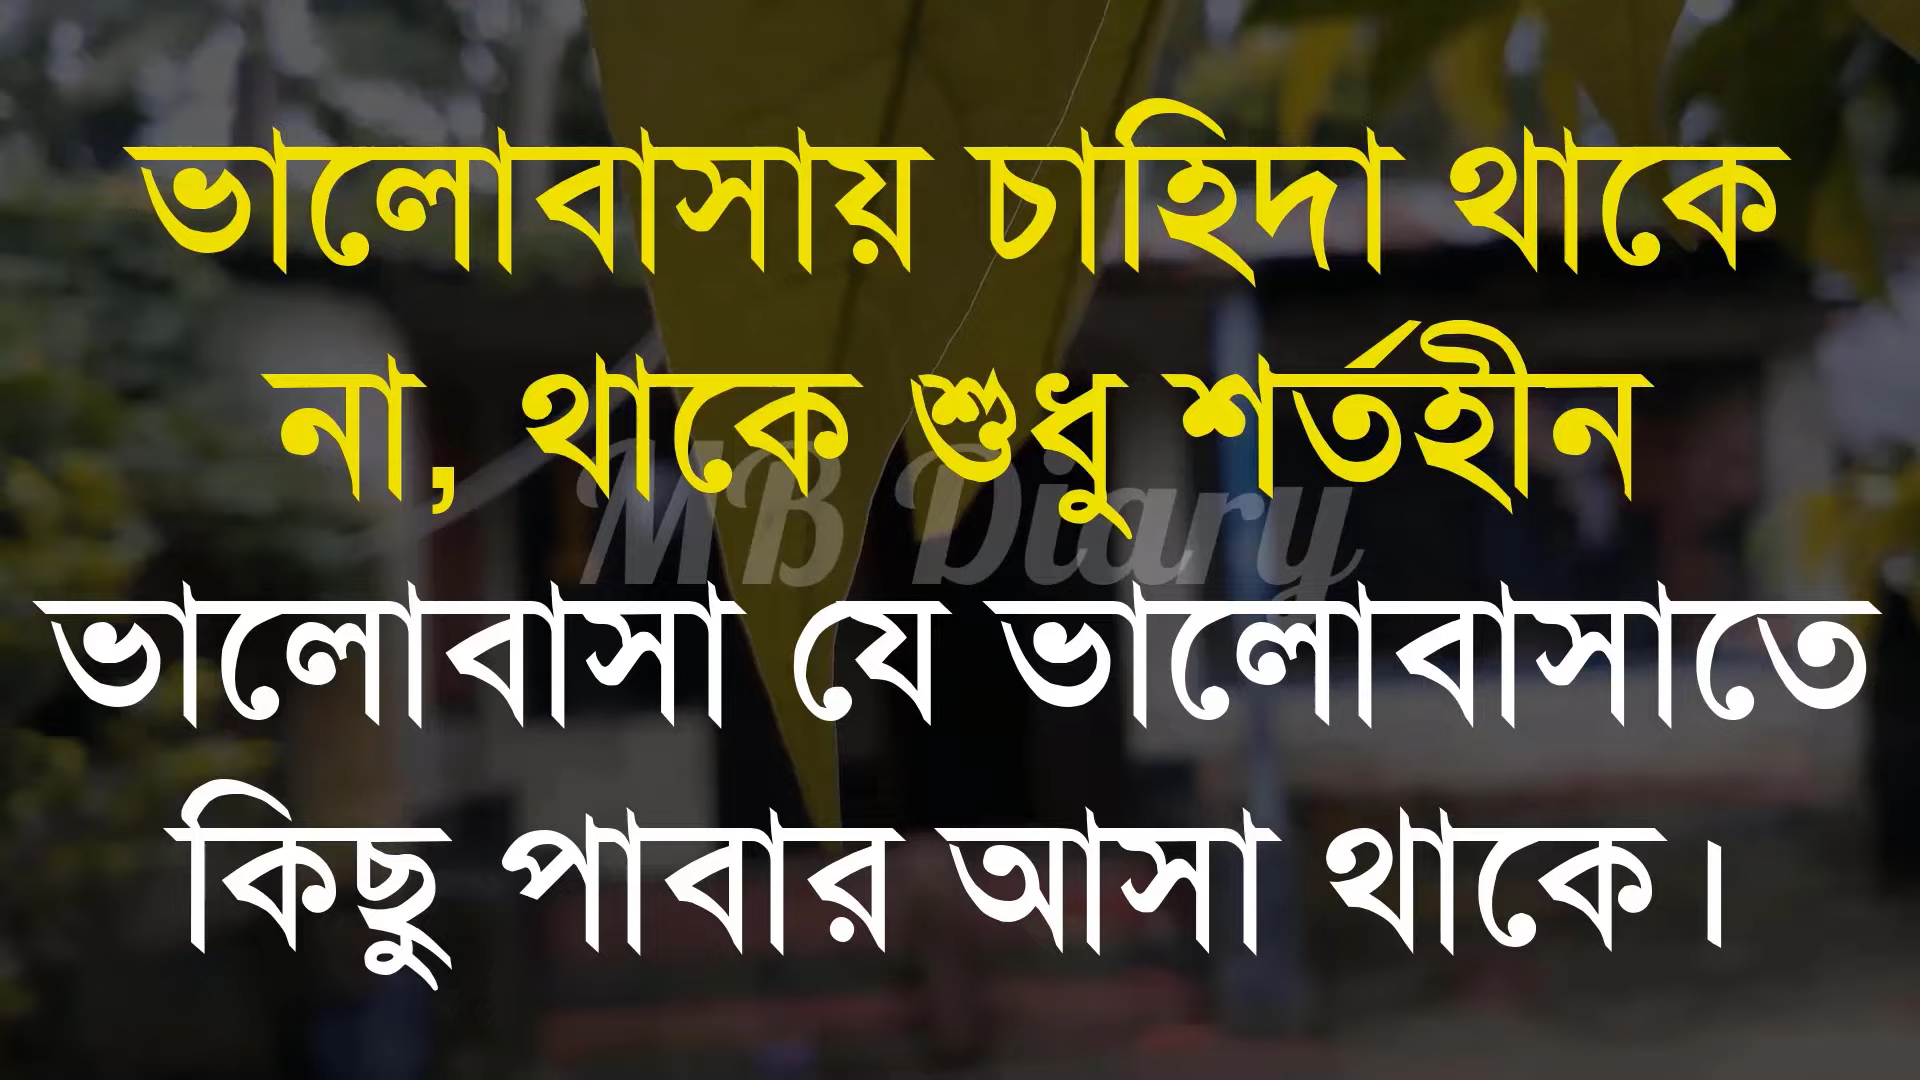 ভালোবাসায় চাহিদা থাকে
না, থাকে শুধু শর্তহীন
MB Diary
ভালোবাসা যে ভালোবাসাতে
কিছু পাবার আসা থাকে।